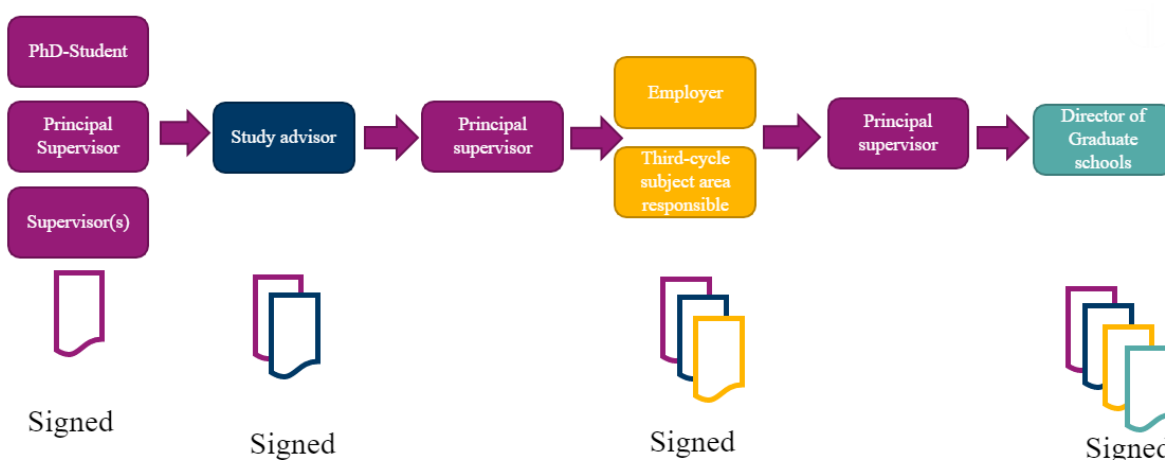 PhD-Student
Principal
Supervisor
Supervisor(s)
Study advisor
Principal
supervisor
Employer
Third-cycle
subject area
responsible
Principal
supervisor
Director of
Graduate
schools
Signed
Signed
Signed
Signed